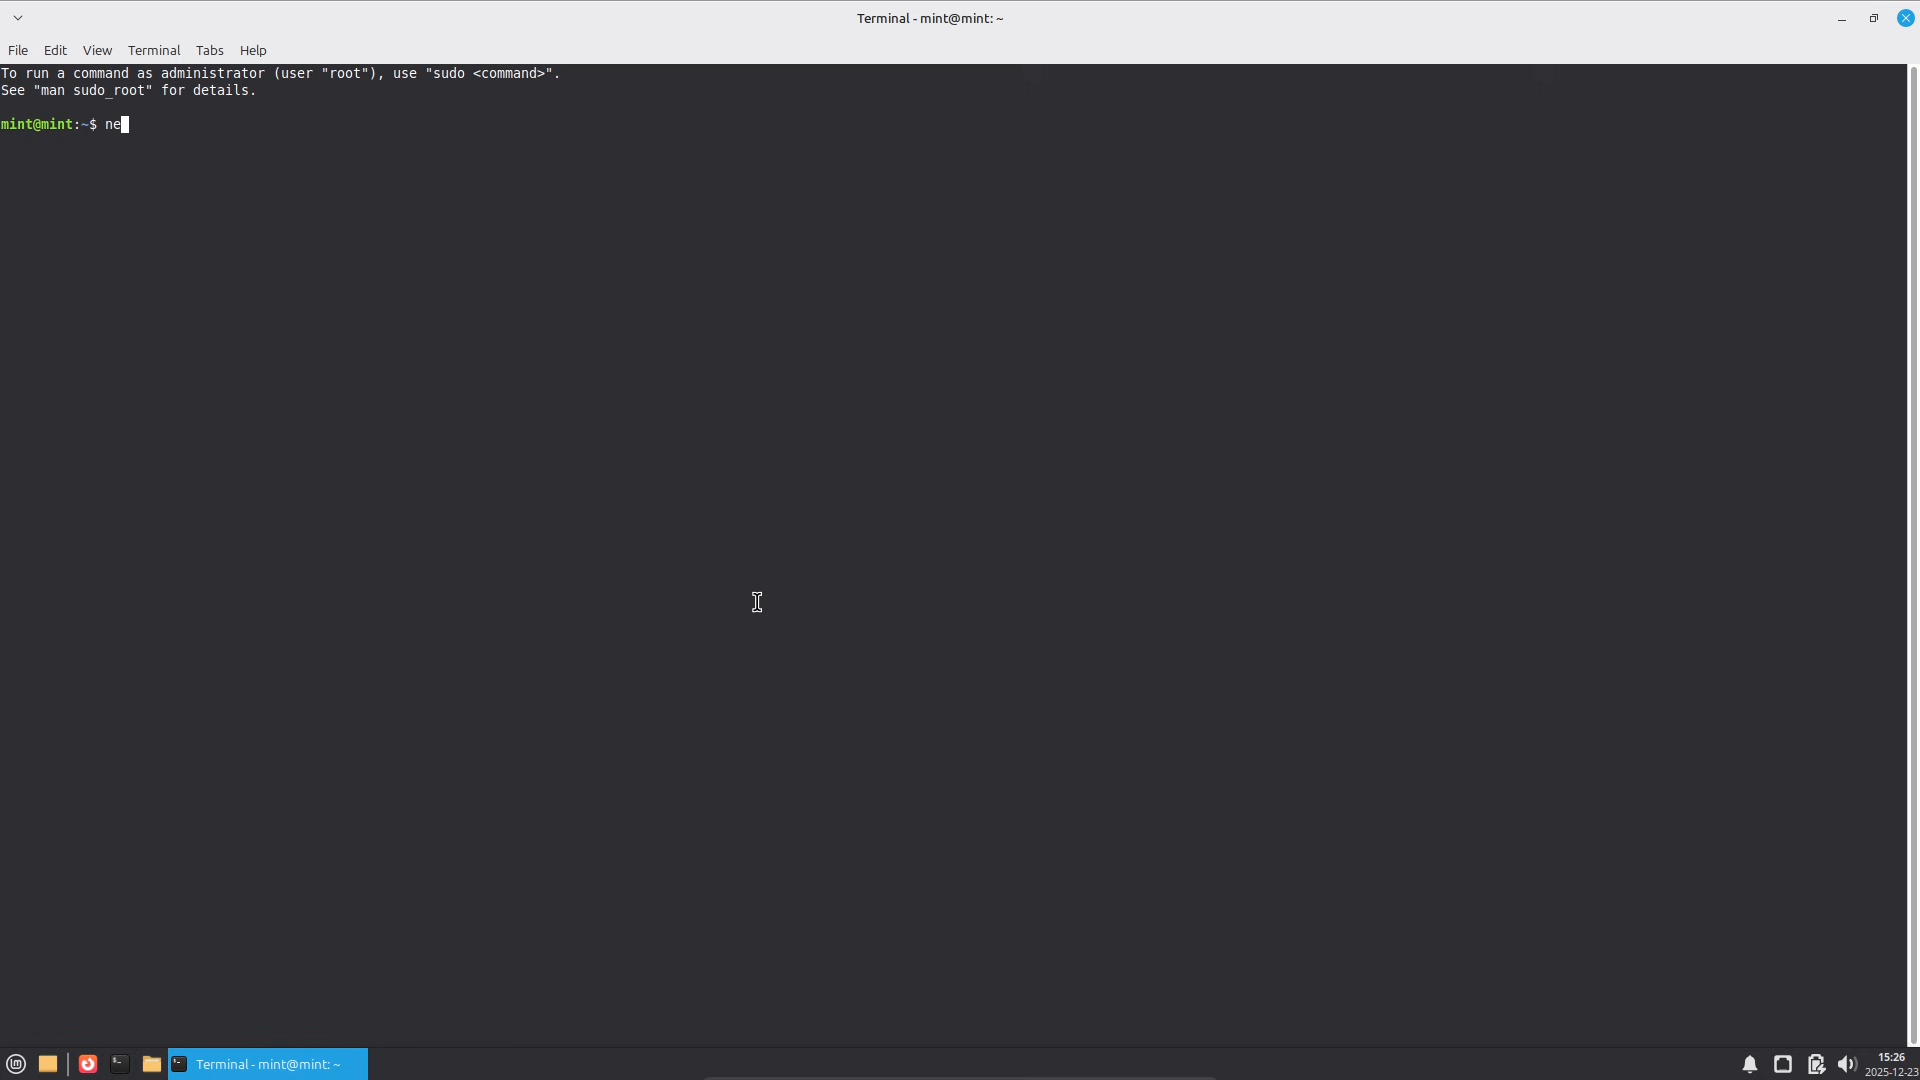 Terminal - mint@mint: ~
File Edit View Terminal Tabs Help
To run a command as administrator (user "root"), use "sudo <command>".
See "man sudo_root" for details.
mint@mint:~$ ne
Terminal - mint@mint: ~
15:26
2025-12-23